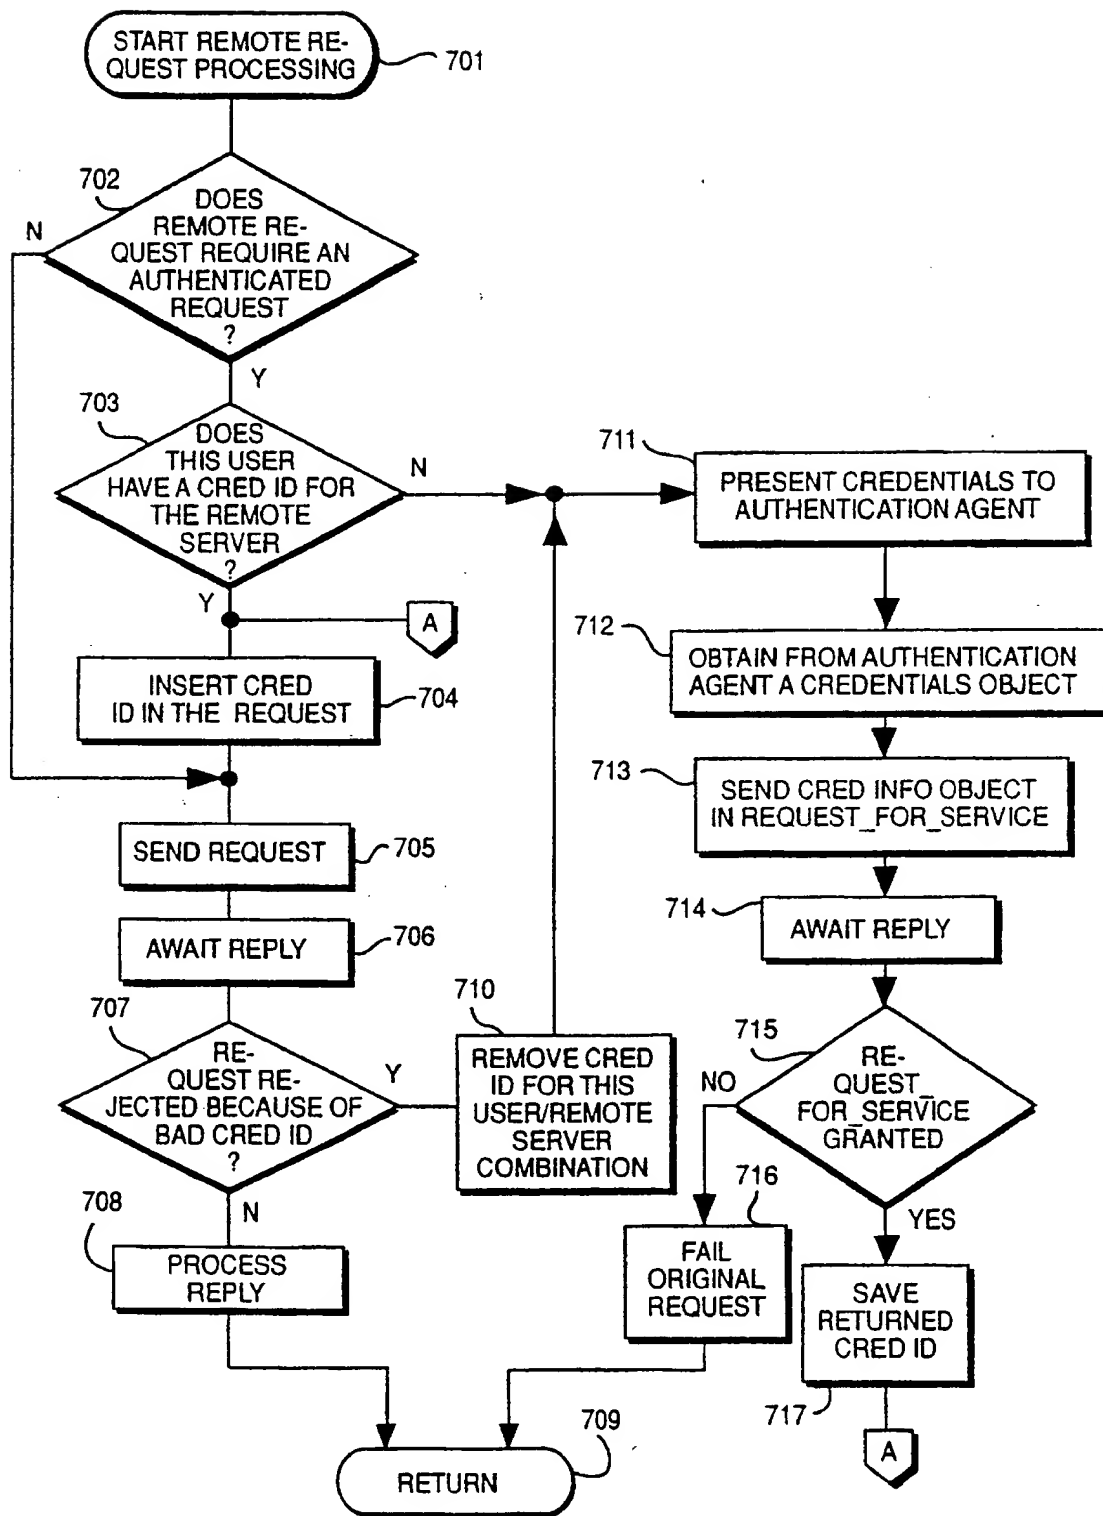 START REMOTE RE-
QUEST PROCESSING
701
702
DOES
REMOTE RE-
QUEST REQUIRE AN
AUTHENTICATED
REQUEST
?
N
Y
703
DOES
THIS USER
HAVE A CRED ID FOR
THE REMOTE
SERVER
?
N
Y
A
INSERT CRED
ID IN THE REQUEST
704
SEND REQUEST
705
AWAIT REPLY
706
707
RE-
QUEST RE-
JECTED BECAUSE OF
BAD CRED ID
?
Y
N
710
REMOVE CRED
ID FOR THIS
USER/REMOTE
SERVER
COMBINATION
708
PROCESS
REPLY
711
PRESENT CREDENTIALS TO
AUTHENTICATION AGENT
712
OBTAIN FROM AUTHENTICATION
AGENT A CREDENTIALS OBJECT
713
SEND CRED INFO OBJECT
IN REQUEST_FOR_SERVICE
714
AWAIT REPLY
715
RE-
QUEST_
FOR_SERVICE
GRANTED
NO
YES
716
FAIL
ORIGINAL
REQUEST
SAVE
RETURNED
CRED ID
717
A
RETURN
709